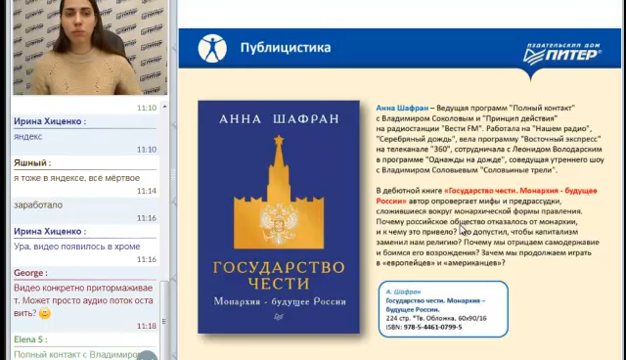 Публицистика
ИЗДАТЕЛЬСКИЙ ДОМ
ПИТЕР
11:10
Ирина Хиценко :
яндекс
11:10
Яшный :
я тоже в яндексе, всё мёртвое
11:14
заработало
11:16
Ирина Хиценко :
Ура, видео появилось в хроме
11:16
George :
Видео конкретно притормаживае
т. Может просто аудио поток оста
вить?
11:18
Elena S :
Полный контакт с Владимиром
АННА ШАФРАН
ГОСУДАРСТВО
ЧЕСТИ
Монархия - будущее России
Анна Шафран – Ведущая программ "Полный контакт"
с Владимиром Соковым и "Принцип действия"
на радиостанции "Вести FM". Работала на "Нашем радио",
"Серебряный дождь", вела программу "Восточный экспресс"
на телеканале "360", сотрудничала с Леонидом Володарским
в программе "Однажды на дожде", соведущая утреннего шоу
с Владимиром Соловьевым "Соловьиные трели".
В дебютной книге «Государство чести. Монархия - будущее
России» автор опровергает мифы и предрассудки,
сложившиеся вокруг монархической формы правления.
Почему российское общество отказалось от монархии,
и к чему это привело? допустил, чтобы капитализм
заменил нам религию? Почему мы отрицаем самодержавие
и боимся его возрождения? Зачем мы продолжаем играть
в «европейцев» и «американцев»?
А. Шафран
Государство чести. Монархия –
будущее России.
224 стр. *Тв. Обложка, 60х90/16
ISBN: 978-5-4461-0799-5